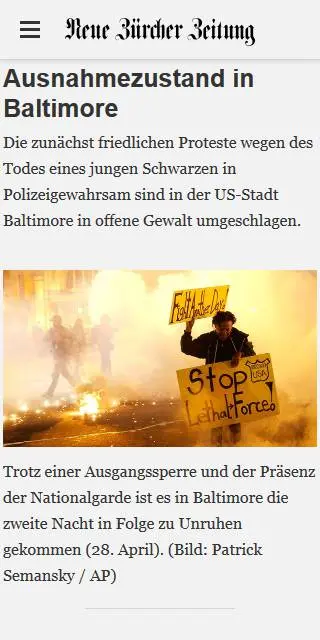 Neue Zürcher Zeitung
Ausnahmezustand in
Baltimore
Die zunächst friedlichen Proteste wegen des
Todes eines jungen Schwarzen in
Polizeigewahrsam sind in der US-Stadt
Baltimore in offene Gewalt umgeschlagen.
Fight Another Day!
Stop
Lethal Force!
USA
Trotz einer Ausgangssperre und der Präsenz
der Nationalgarde ist es in Baltimore die
zweite Nacht in Folge zu Unruhen
gekommen (28. April). (Bild: Patrick
Semansky / AP)